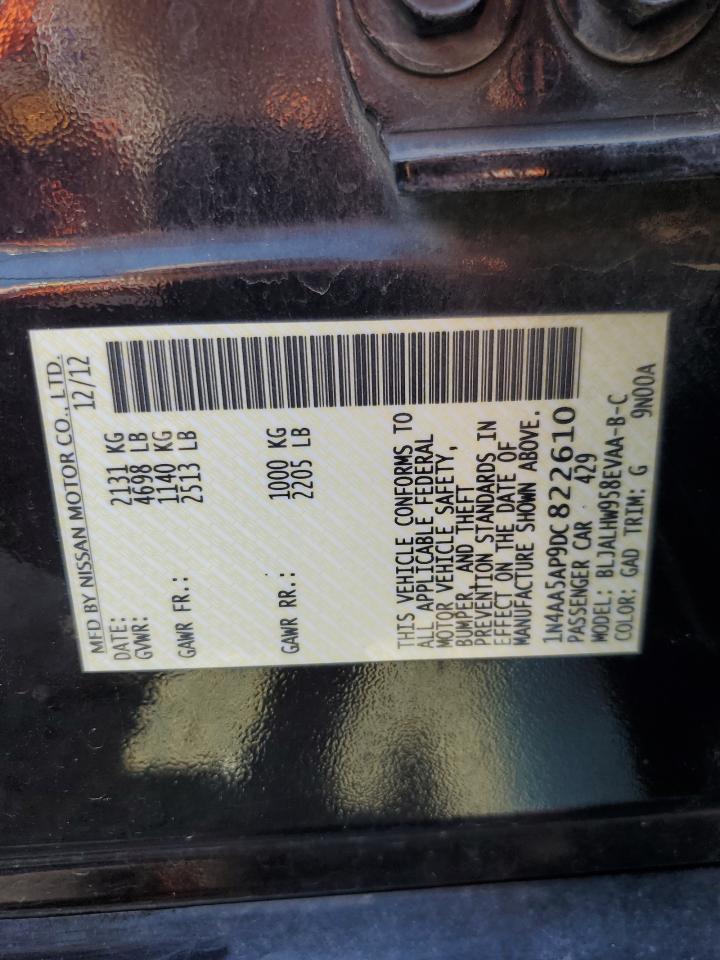 MFD BY NISSAN MOTOR CO., LTD.
DATE: 12/12
GVWR: 2131 KG
4698 LB
GAWR FR.: 1140 KG
2513 LB
GAWR RR.: 1000 KG
2205 LB
THIS VEHICLE CONFORMS TO
ALL APPLICABLE FEDERAL
MOTOR VEHICLE SAFETY,
BUMPER, AND THEFT
PREVENTION STANDARDS IN
EFFECT ON THE DATE OF
MANUFACTURE SHOWN ABOVE.
1N4AA5AP9DC822610
PASSENGER CAR 429
MODEL: BLJALHW958EVAA-B-C
COLOR: GAD TRIM: G 9N00A